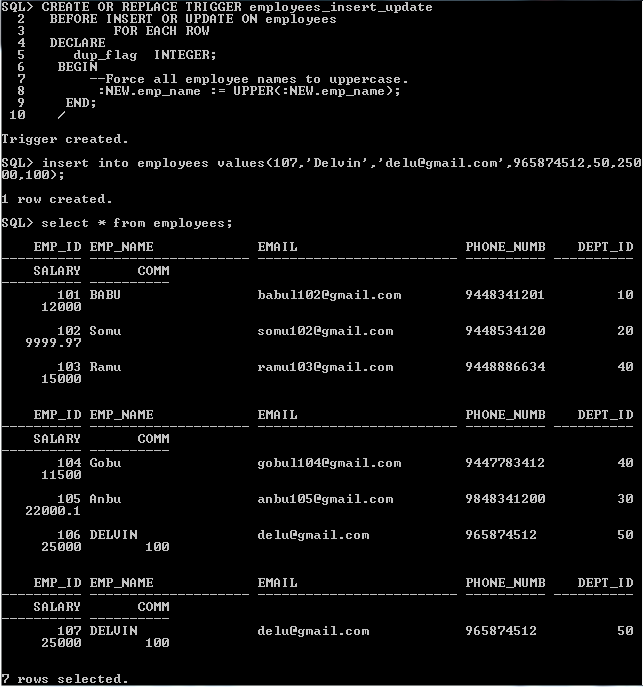 SQL> CREATE OR REPLACE TRIGGER employees_insert_update
2 BEFORE INSERT OR UPDATE ON employees
3 FOR EACH ROW
4 DECLARE
5 dup_flag INTEGER;
6 BEGIN
7 --Force all employee names to uppercase.
8 :NEW.emp_name := UPPER(:NEW.emp_name);
9 END;
10 /
Trigger created.
SQL> insert into employees values(107,'Delvin','delu@gmail.com',965874512,50,250
00,100);
1 row created.
SQL> select * from employees;
EMP_ID EMP_NAME EMAIL PHONE_NUMB DEPT_ID
SALARY COMM
101 BABU babul102@gmail.com 9448341201 10
12000
102 Somu somu102@gmail.com 9448534120 20
9999.97
103 Ramu ramu103@gmail.com 9448886634 40
15000
EMP_ID EMP_NAME EMAIL PHONE_NUMB DEPT_ID
SALARY COMM
104 Gobu gobul104@gmail.com 9447783412 40
11500
105 Anbu anbu105@gmail.com 9848341200 30
22000.1
106 DELVIN delu@gmail.com 965874512 50
25000 100
EMP_ID EMP_NAME EMAIL PHONE_NUMB DEPT_ID
SALARY COMM
107 DELVIN delu@gmail.com 965874512 50
25000 100
7 rows selected.